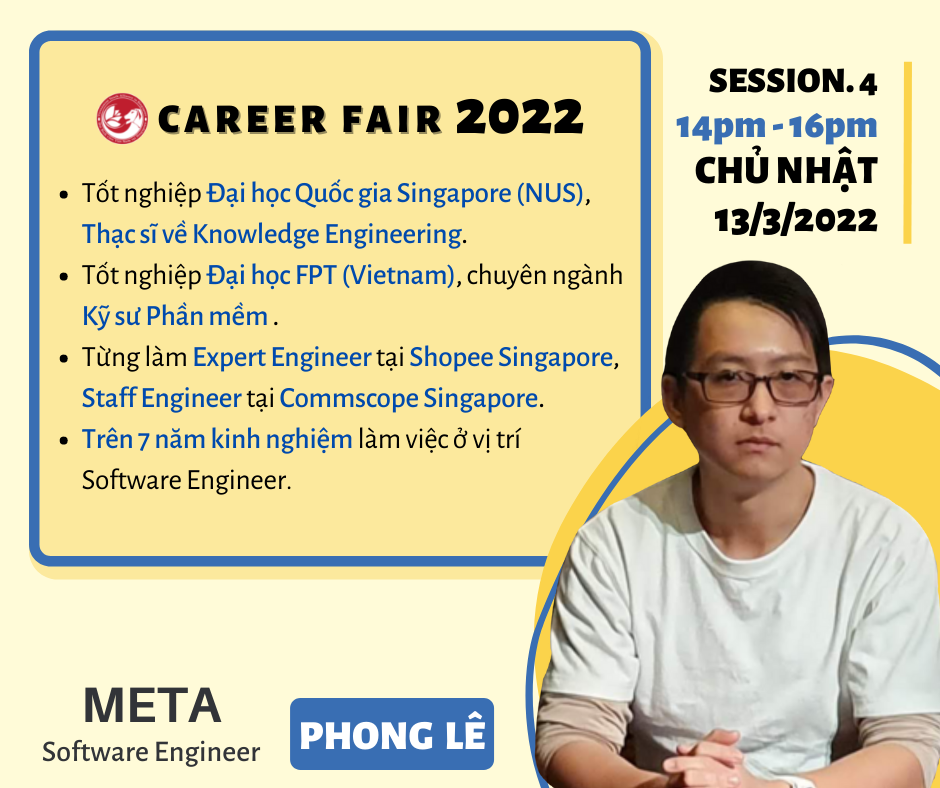 CAREER FAIR 2022
• Tốt nghiệp Đại học Quốc gia Singapore (NUS),
Thạc sĩ về Knowledge Engineering.
• Tốt nghiệp Đại học FPT (Vietnam), chuyên ngành
Kỹ sư Phần mềm .
• Từng làm Expert Engineer tại Shopee Singapore,
Staff Engineer tại Commscope Singapore.
• Trên 7 năm kinh nghiệm làm việc ở vị trí
Software Engineer.
SESSION. 4
14pm - 16pm
CHỦ NHẬT
13/3/2022
META
Software Engineer
PHONG LÊ